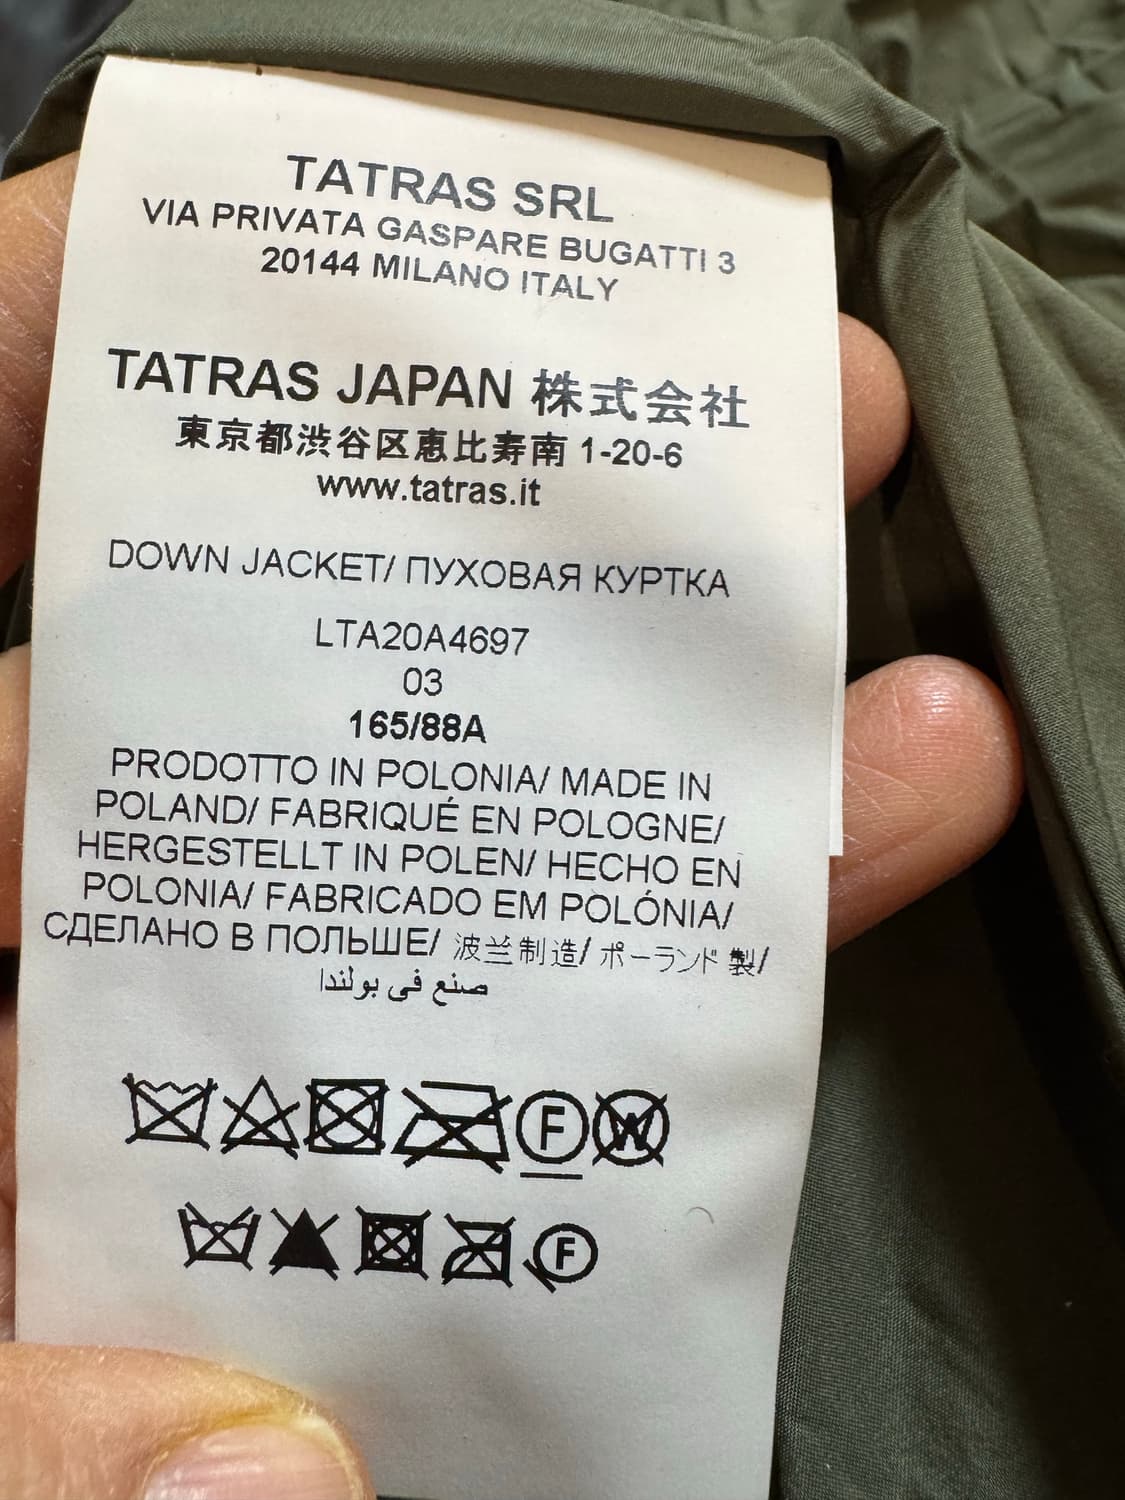 TATRAS SRL
VIA PRIVATA GASPARE BUGATTI 3
20144 MILANO ITALY
TATRAS JAPAN 株式会社
東京都渋谷区恵比寿南 1-20-6
www.tatras.it
DOWN JACKET/ ПУХОВАЯ КУРТКА
LTA20A4697
03
165/88A
PRODOTTO IN POLONIA/ MADE IN
POLAND/ FABRIQUÉ EN POLOGNE/
HERGESTELLT IN POLEN/ HECHO EN
POLONIA/ FABRICADO EM POLÓNIA/
СДЕЛАНО В ПОЛЬШЕ/ 波兰制造/ ポーランド 製/
صنع في بولندا
F W
F